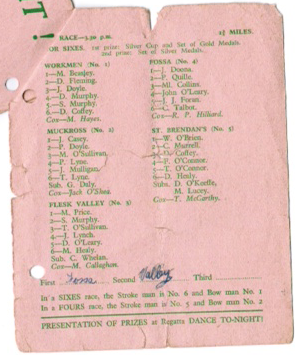 LT!
RACE—5.30 p.m. 1½ MILES.
OR SIXES. 1st prize: Silver Cup and Set of Gold Medals.
2nd prize: Set of Silver Medals.
WORKMEN (No. 1)
1—M. Beasley.
2—D. Fleming.
3—J. Doyle.
4—D. Murphy.
5—S. Murphy.
6—D. Coffey.
Cox—M. Hayes.
FOSSA (No. 4)
1—J. Doona.
2—P. Quille.
3—Ml. Collins.
4—John O'Leary.
5—J. J. Focus.
6—C. Talbot.
Cox—R. P. Hilliard.
MUCKROSS (No. 2)
1—J. Casey.
2—P. Doyle.
3—M. O'Sullivan.
4—P. Lyne.
5—J. Mulligan.
6—T. Lyne.
Sub. G. Daly.
Cox—Jack O'Shea.
ST. BRENDAN'S (No. 5)
1—W. O'Brien.
2—C. Murrell.
3—D. Coffey.
4—P. O'Connor.
5—T. O'Connor.
6—D. Healy.
Subs. D. O'Keeffe,
M. Lucey.
Cox—T. McCarthy.
FLESK VALLEY (No. 3)
1—M. Price.
2—S. Murphy.
3—T. O'Sullivan.
4—J. Lynch.
5—D. O'Leary.
6—M. Healy.
Sub. C. Whelan.
Cox—M. Callaghan.
First Fossa Second Valley Third
In a SIXES race, the Stroke man is No. 6 and Bow man No. 1
In a FOURS race, the Stroke man is No. 5 and Bow man No. 2
PRESENTATION OF PRIZES at Regatta DANCE TO-NIGHT!